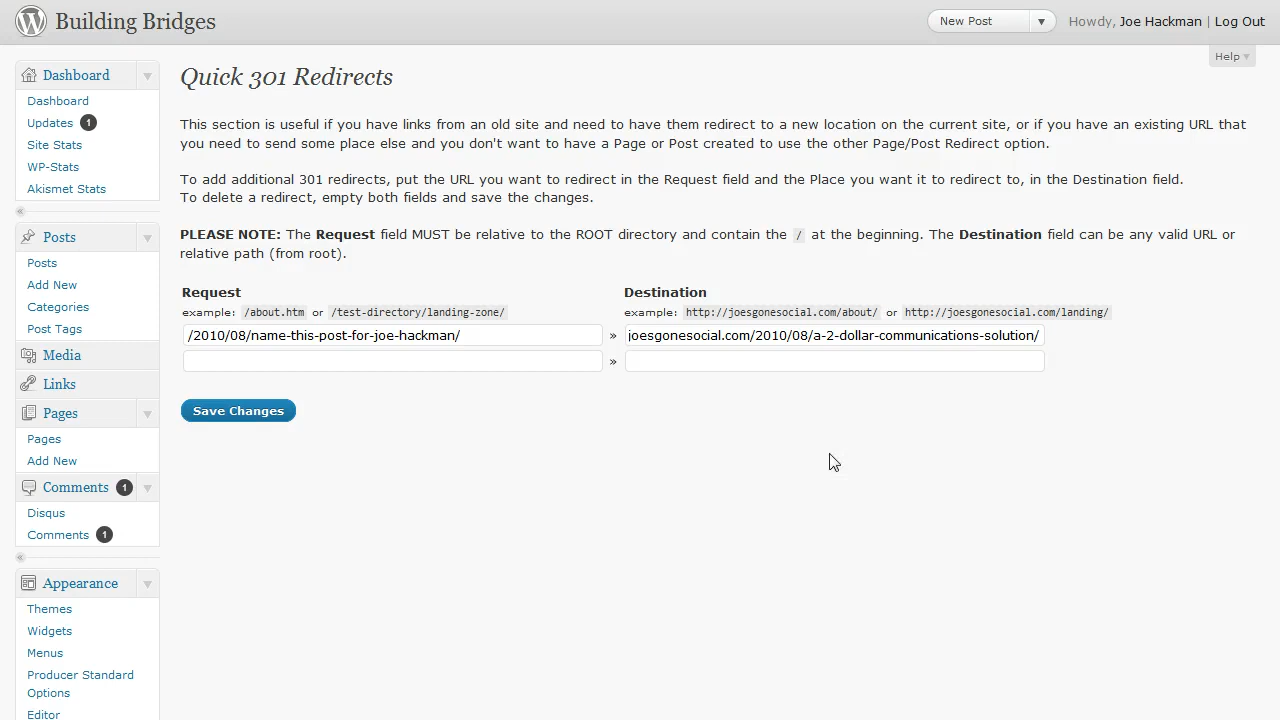 Building Bridges
New Post
Howdy, Joe Hackman | Log Out
Help
Dashboard
Dashboard
Updates 1
Site Stats
WP-Stats
Akismet Stats
Posts
Posts
Add New
Categories
Post Tags
Media
Links
Pages
Pages
Add New
Comments 1
Disqus
Comments 1
Appearance
Themes
Widgets
Menus
Producer Standard
Options
Editor
Quick 301 Redirects
This section is useful if you have links from an old site and need to have them redirect to a new location on the current site, or if you have an existing URL that
you need to send some place else and you don't want to have a Page or Post created to use the other Page/Post Redirect option.
To add additional 301 redirects, put the URL you want to redirect in the Request field and the Place you want it to redirect to, in the Destination field.
To delete a redirect, empty both fields and save the changes.
PLEASE NOTE: The Request field MUST be relative to the ROOT directory and contain the / at the beginning. The Destination field can be any valid URL or
relative path (from root).
Request
Destination
example: /about.htm or /test-directory/landing-zone/
example: http://joesgonesocial.com/about/ or http://joesgonesocial.com/landing/
/2010/08/name-this-post-for-joe-hackman/ » joesgonesocial.com/2010/08/a-2-dollar-communications-solution/
»
Save Changes